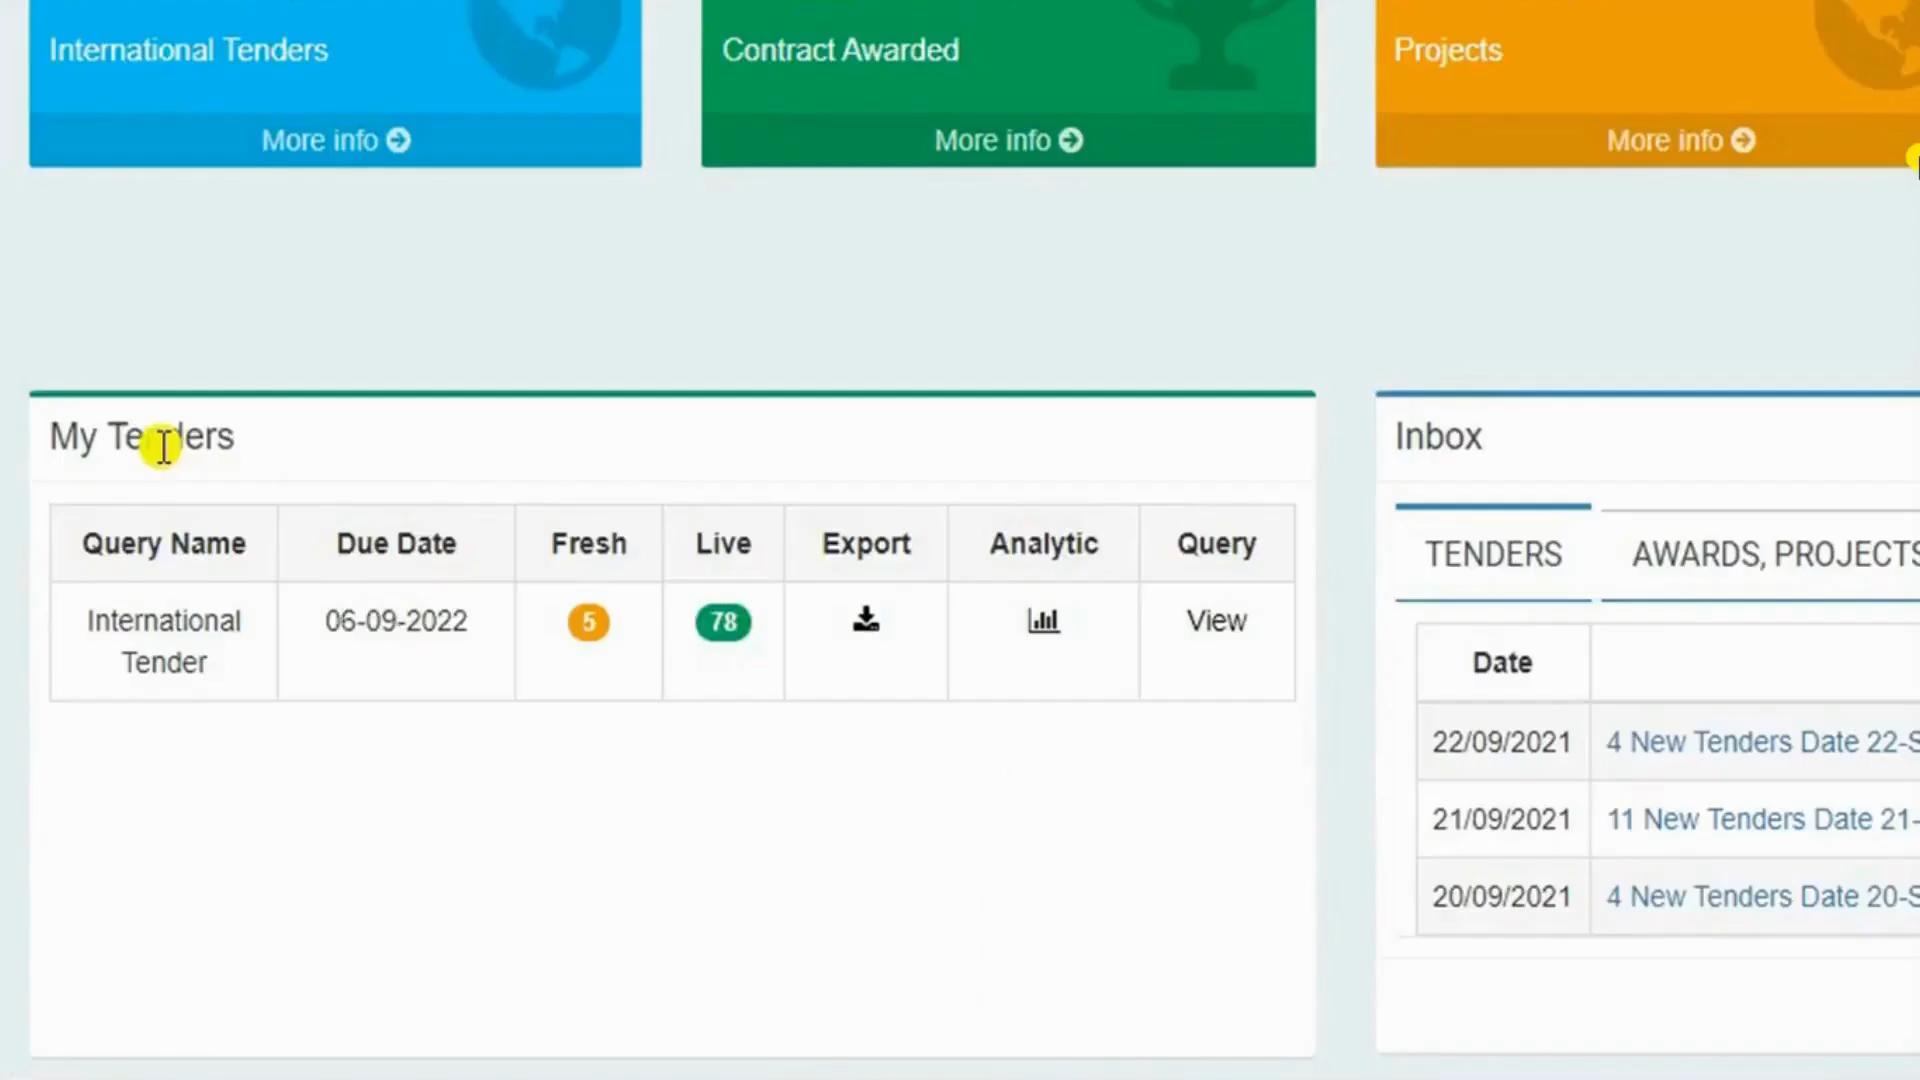 International Tenders
Contract Awarded
Projects
More info
More info
More info
My Tenders
Query Name Due Date Fresh Live Export Analytic Query
International Tender 06-09-2022 5 78 View
Inbox
TENDERS AWARDS, PROJECTS
Date
22/09/2021 4 New Tenders Date 22-S
21/09/2021 11 New Tenders Date 21-
20/09/2021 4 New Tenders Date 20-S